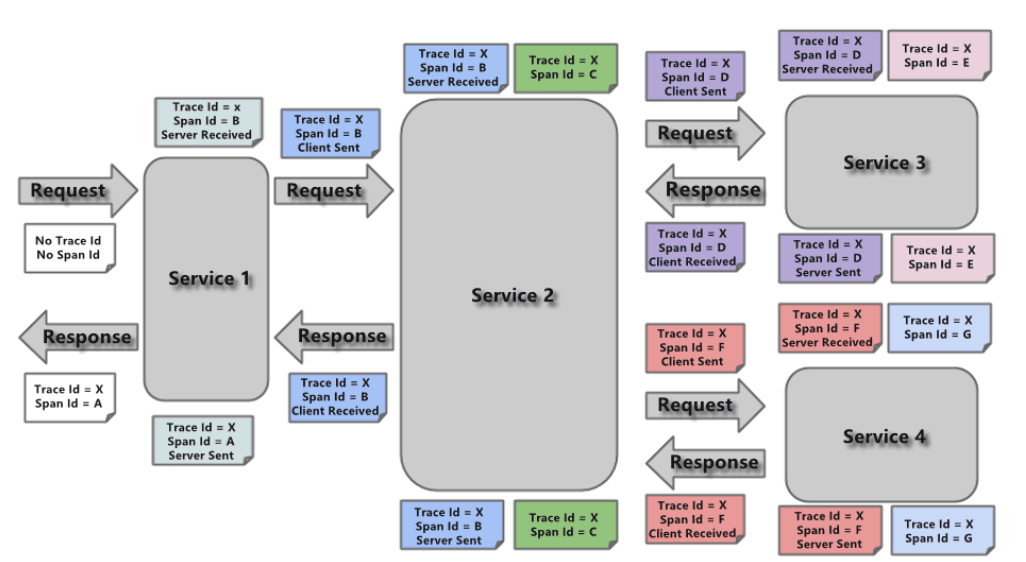 Trace Id = X
Span Id = B
Server Received
Trace Id = X
Span Id = C
Trace Id = X
Span Id = D
Client Sent
Trace Id = X
Span Id = D
Server Received
Trace Id = X
Span Id = E
Trace Id = x
Span Id = B
Server Received
Trace Id = X
Span Id = B
Client Sent
Request
Request
Request
Response
Service 3
No Trace Id
No Span Id
Service 1
Service 2
Trace Id = X
Span Id = D
Client Received
Trace Id = X
Span Id = D
Server Sent
Trace Id = X
Span Id = E
Response
Response
Trace Id = X
Span Id = F
Client Sent
Trace Id = X
Span Id = F
Server Received
Trace Id = X
Span Id = G
Trace Id = X
Span Id = A
Trace Id = X
Span Id = B
Client Received
Request
Response
Service 4
Trace Id = X
Span Id = A
Server Sent
Trace Id = X
Span Id = B
Server Sent
Trace Id = X
Span Id = C
Trace Id = X
Span Id = F
Client Received
Trace Id = X
Span Id = F
Server Sent
Trace Id = X
Span Id = G